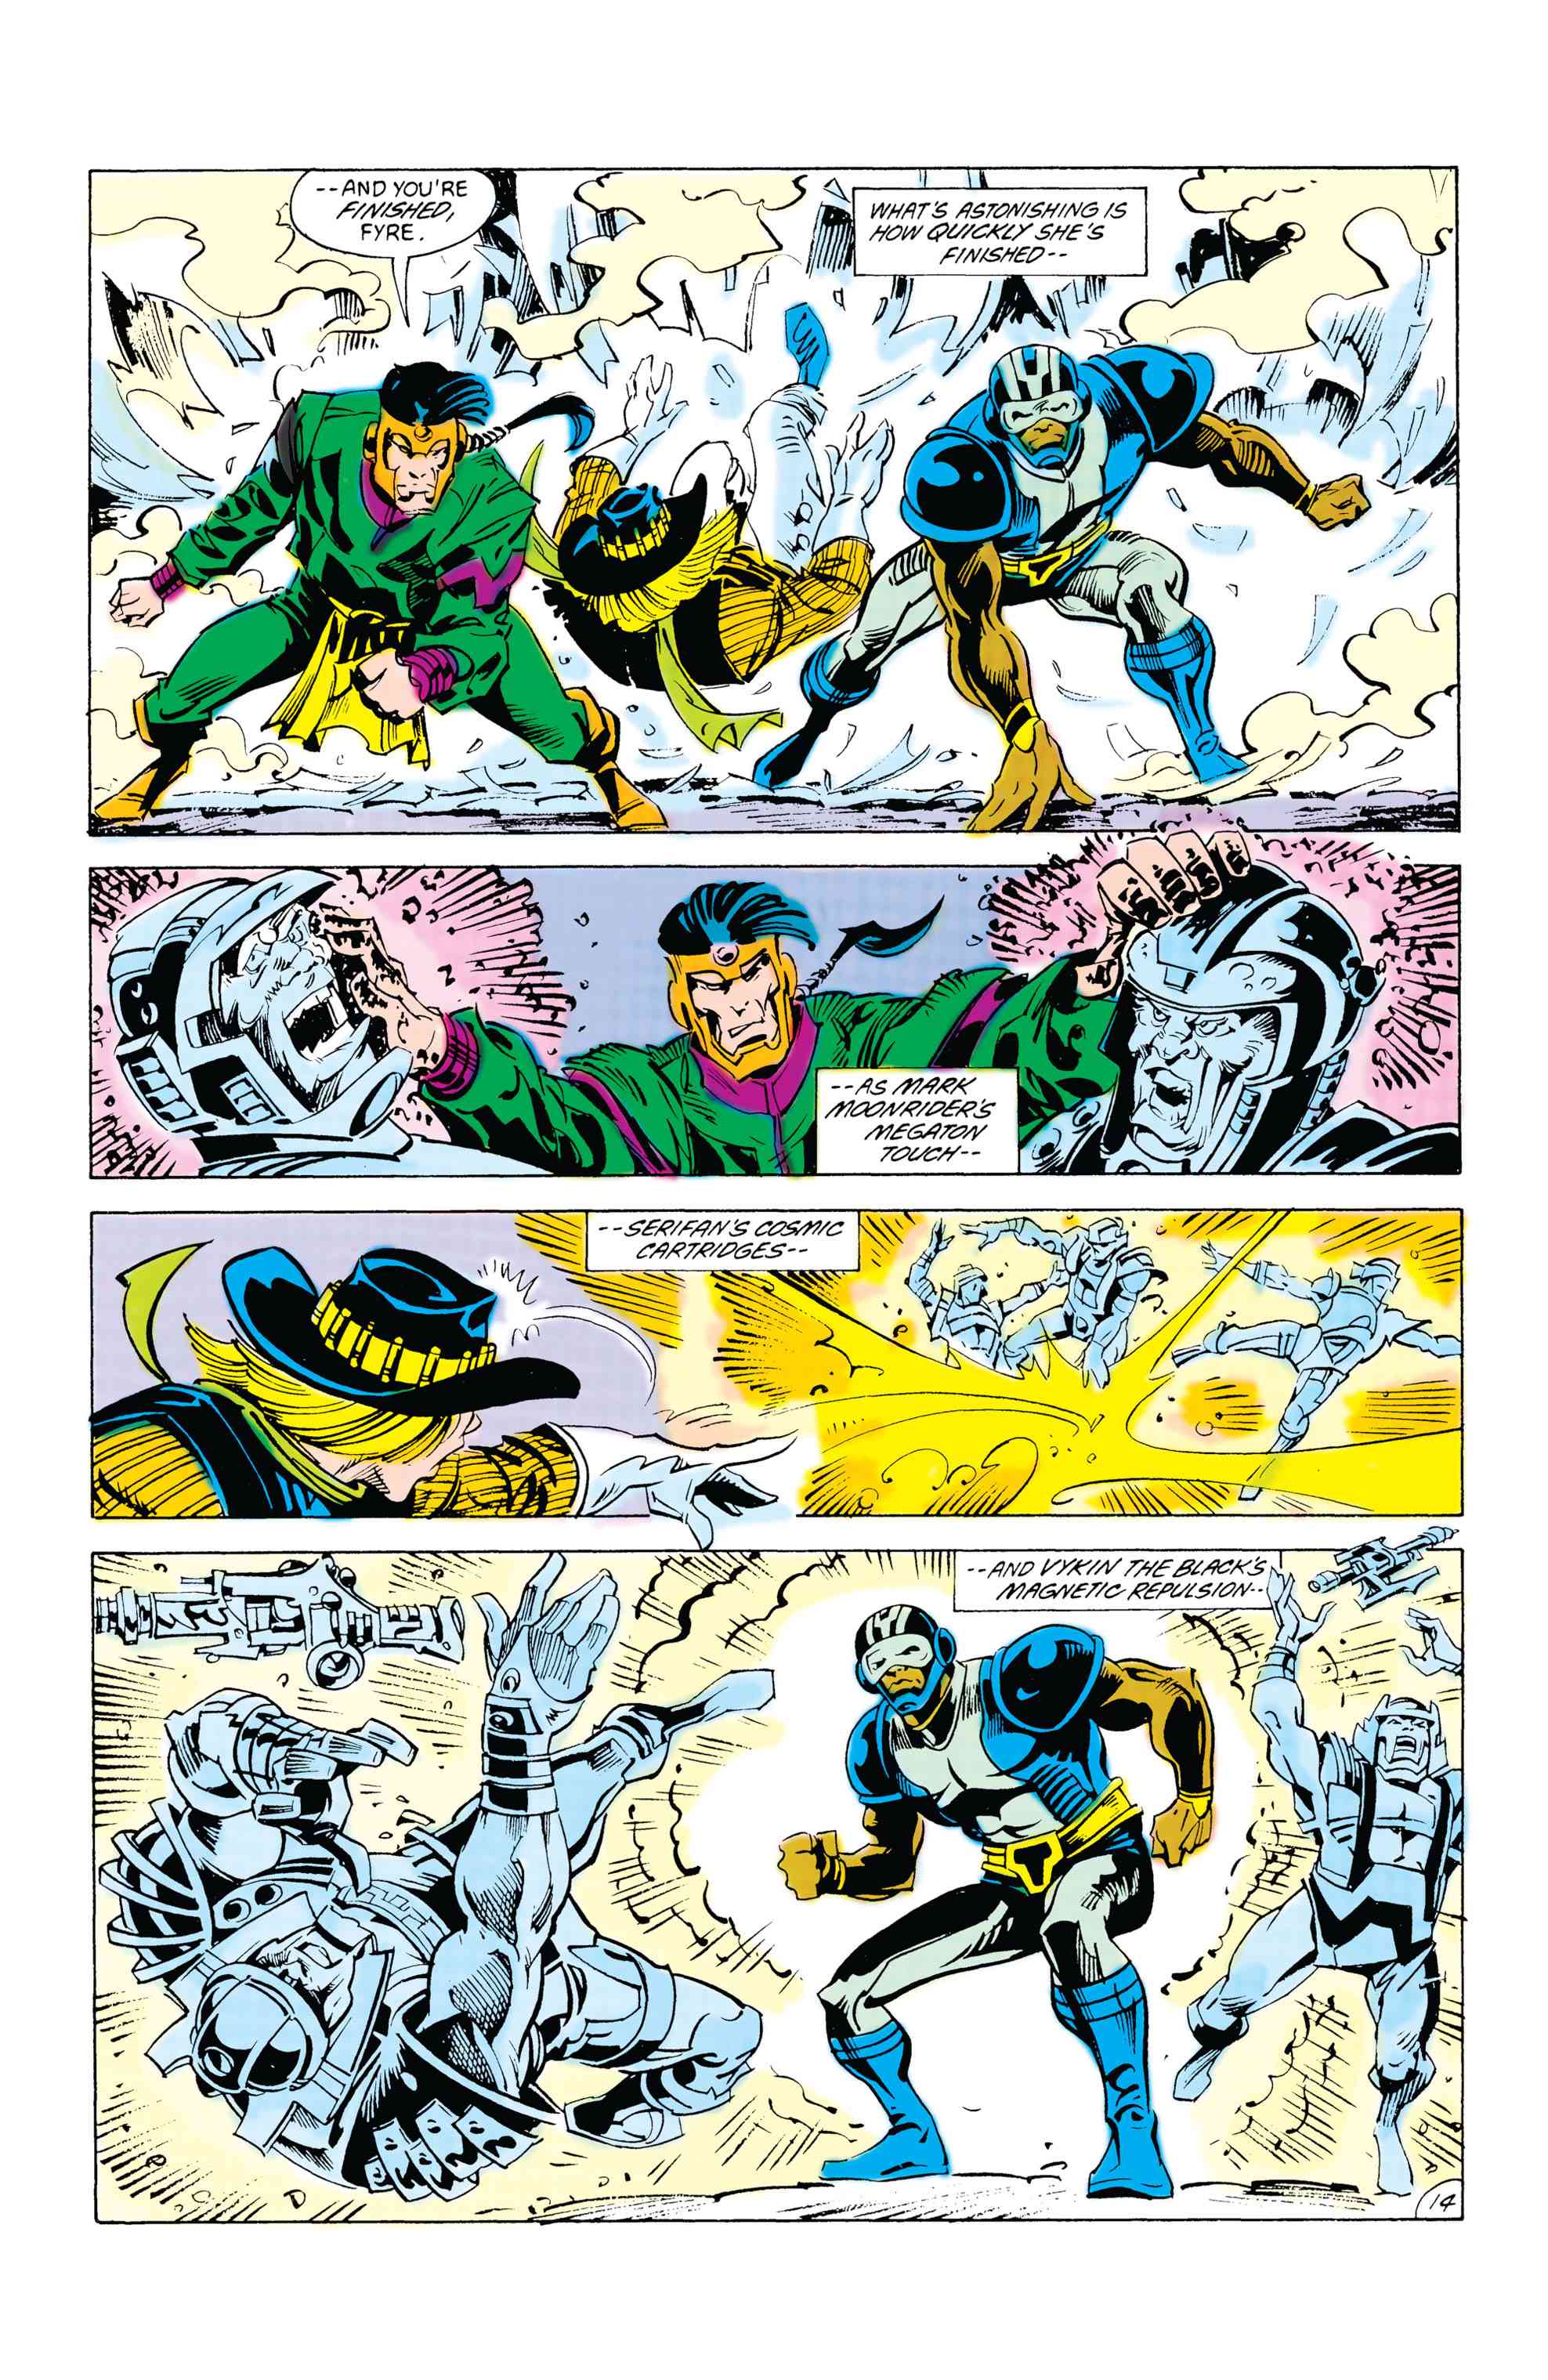 --AND YOU'RE
FINISHED,
FYRE.
WHAT'S ASTONISHING IS
HOW QUICKLY SHE'S
FINISHED--
--AS MARK
MOONRIDER'S
MEGATON
TOUCH--
--SERIFAN'S COSMIC
CARTRIDGES--
--AND VYKIN THE BLACK'S
MAGNETIC REPULSION--
14